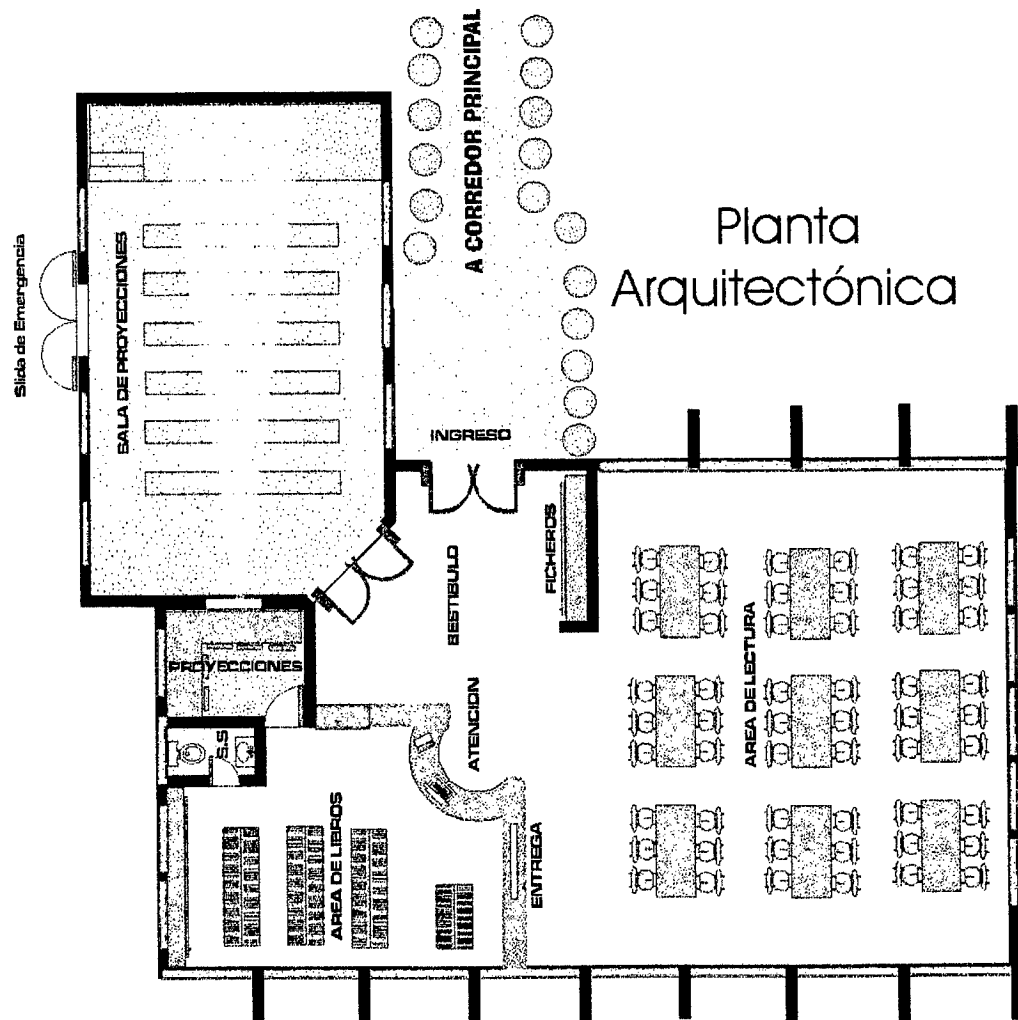 A CORREDOR PRINCIPAL
Planta
Arquitectónica
Slida de Emergencia
SALA DE PROYECCIONES
INGRESO
FICHEROS
BESTIBULO
PROYECCIONES
AREA DE LECTURA
S.S
ATENCION
AREA DE LIBROS
ENTREGA